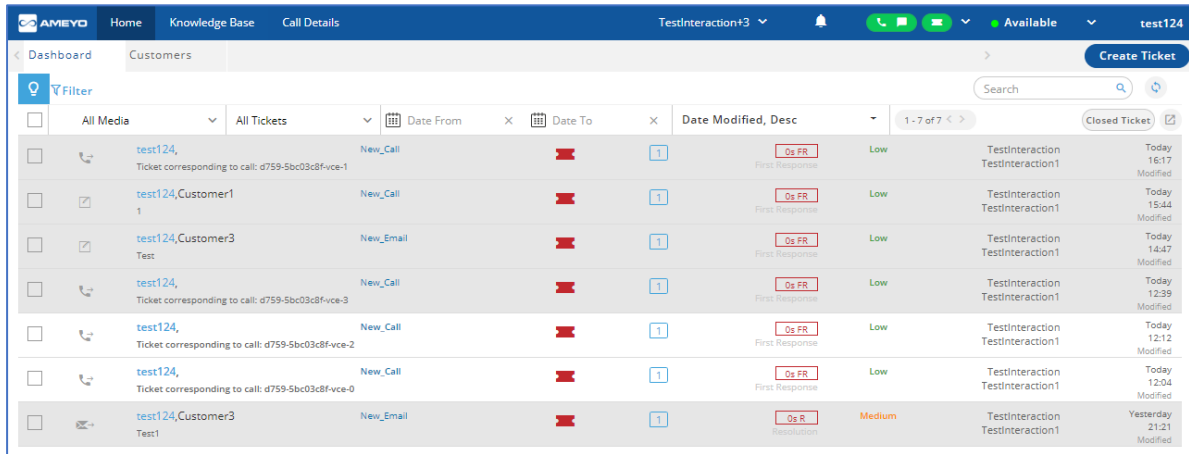 AMEYO Home Knowledge Base Call Details TestInteraction+3 Available test124
Dashboard Customers Create Ticket
Filter Search
All Media All Tickets Date From × Date To × Date Modified, Desc 1 - 7 of 7 < > Closed Ticket
test124, New_Call 1 0s FR Low TestInteraction Today
Ticket corresponding to call: d759-5bc03c8f-vce-1 First Response TestInteraction1 16:17
Modified
test124,Customer1 New_Call 1 0s FR Low TestInteraction Today
1 First Response TestInteraction1 15:44
Modified
test124,Customer3 New_Email 1 0s FR Low TestInteraction Today
Test First Response TestInteraction1 14:47
Modified
test124, New_Call 1 0s FR Low TestInteraction Today
Ticket corresponding to call: d759-5bc03c8f-vce-3 First Response TestInteraction1 12:39
Modified
test124, New_Call 1 0s FR Low TestInteraction Today
Ticket corresponding to call: d759-5bc03c8f-vce-2 First Response TestInteraction1 12:12
Modified
test124, New_Call 1 0s FR Low TestInteraction Today
Ticket corresponding to call: d759-5bc03c8f-vce-0 First Response TestInteraction1 12:04
Modified
test124,Customer3 New_Email 1 0s R Medium TestInteraction Yesterday
Test1 Resolution TestInteraction1 21:21
Modified